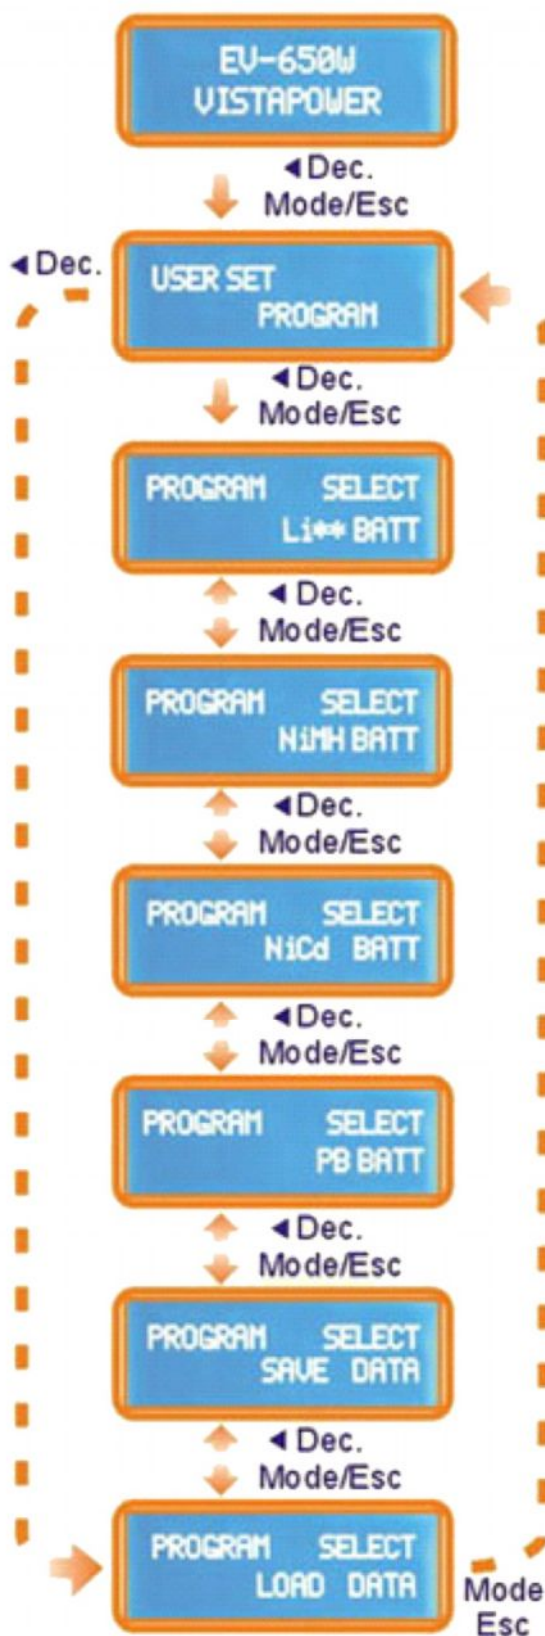 EV-650W
VISTAPOWER
◄Dec.
Mode/Esc
◄Dec.
USER SET
PROGRAM
◄Dec.
Mode/Esc
PROGRAM SELECT
Li** BATT
◄Dec.
Mode/Esc
PROGRAM SELECT
NiMH BATT
◄Dec.
Mode/Esc
PROGRAM SELECT
NiCd BATT
◄Dec.
Mode/Esc
PROGRAM SELECT
PB BATT
◄Dec.
Mode/Esc
PROGRAM SELECT
SAVE DATA
◄Dec.
Mode/Esc
PROGRAM SELECT
LOAD DATA
Mode
Esc